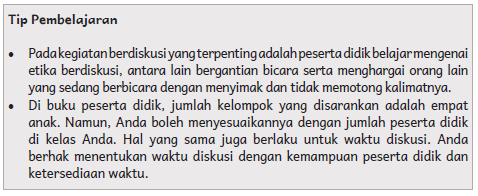 Tip Pembelajaran
• Pada kegiatan berdiskusi yang terpenting adalah peserta didik belajar mengenai
etika berdiskusi, antara lain bergantian bicara serta menghargai orang lain
yang sedang berbicara dengan menyimak dan tidak memotong kalimatnya.
• Di buku peserta didik, jumlah kelompok yang disarankan adalah empat
anak. Namun, Anda boleh menyesuaikannya dengan jumlah peserta didik
di kelas Anda. Hal yang sama juga berlaku untuk waktu diskusi. Anda
berhak menentukan waktu diskusi dengan kemampuan peserta didik dan
ketersediaan waktu.